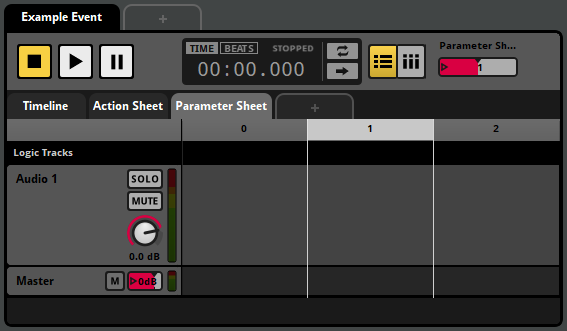 Example Event
+
TIME BEATS STOPPED
00:00.000
Parameter Sh...
1
Timeline
Action Sheet
Parameter Sheet
+
0
1
2
Logic Tracks
Audio 1
SOLO
MUTE
0.0 dB
Master
M
0dB